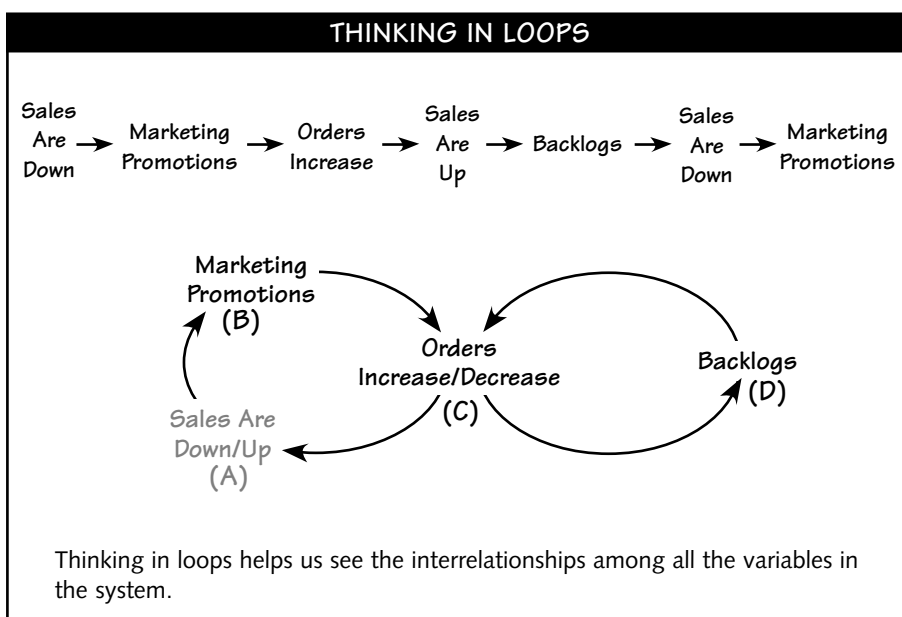 THINKING IN LOOPS
Sales
Are
Down
Marketing
Promotions
Orders
Increase
Sales
Are
Up
Backlogs
Sales
Are
Down
Marketing
Promotions
Marketing
Promotions
(B)
Orders
Increase/Decrease
(C)
Backlogs
(D)
Sales Are
Down/Up
(A)
Thinking in loops helps us see the interrelationships among all the variables in
the system.